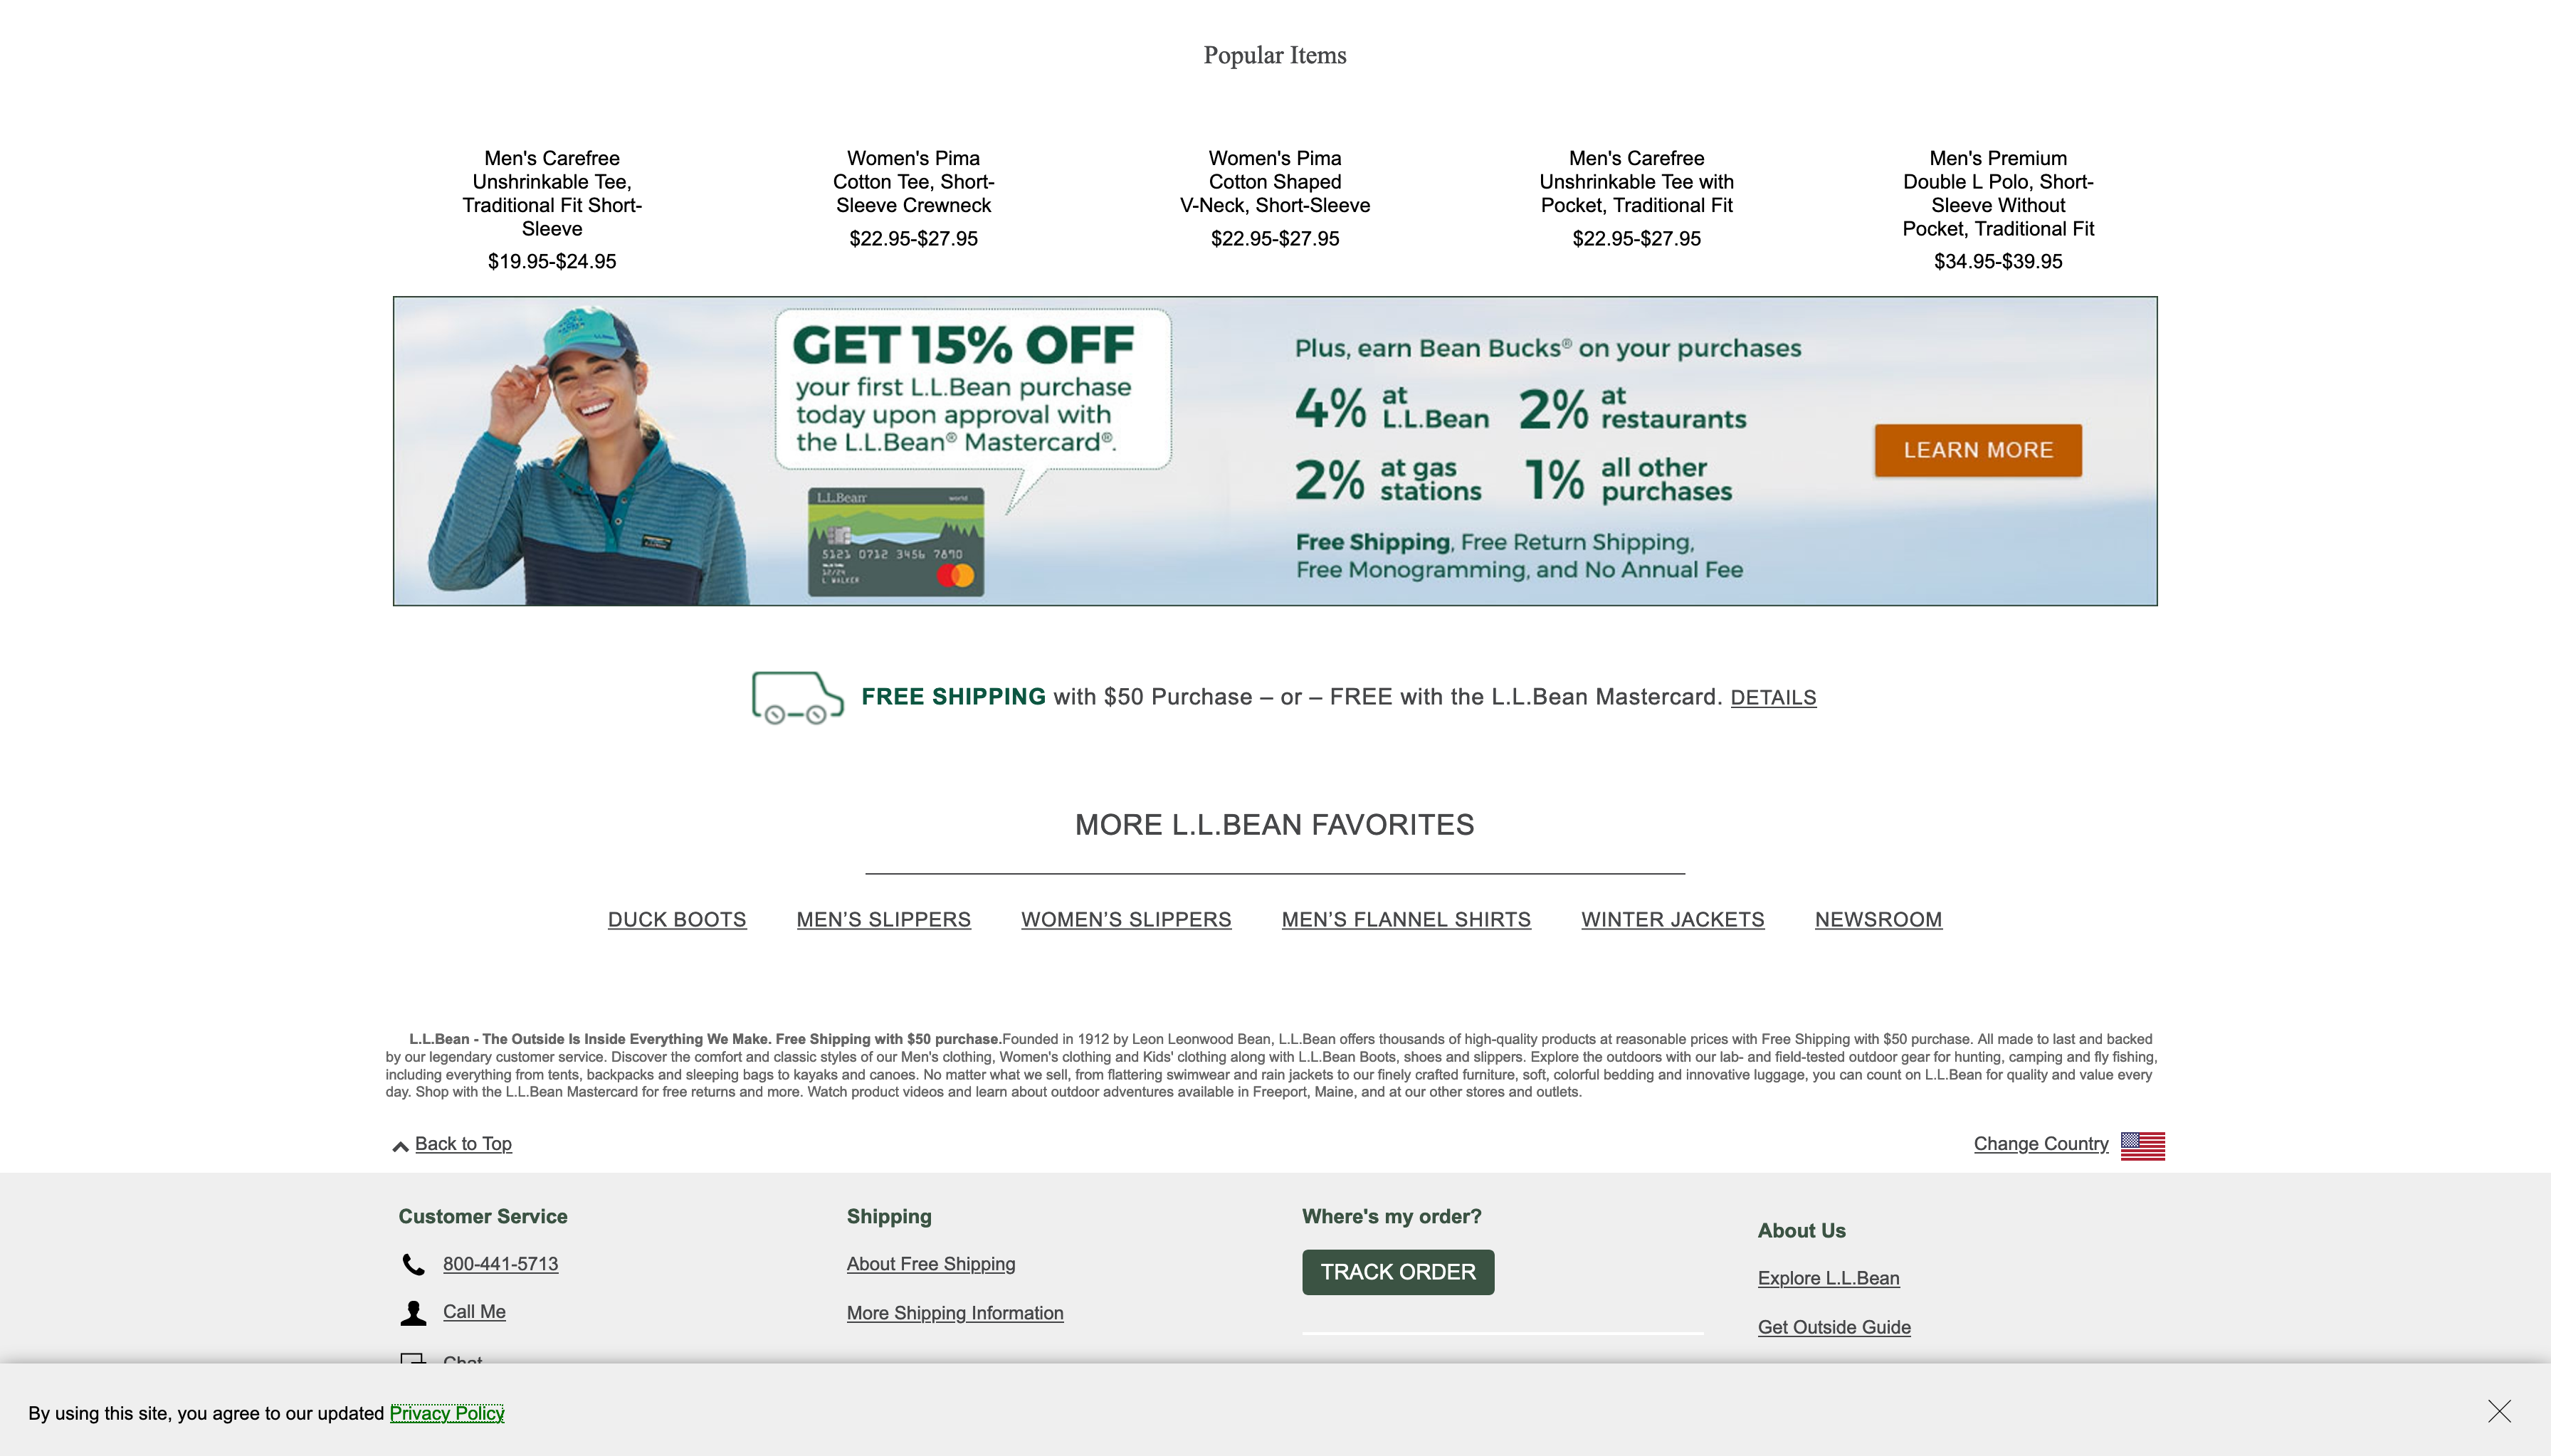 Popular Items
Men's Carefree
Unshrinkable Tee,
Traditional Fit Short-
Sleeve
$19.95-$24.95
Women's Pima
Cotton Tee, Short-
Sleeve Crewneck
$22.95-$27.95
Women's Pima
Cotton Shaped
V-Neck, Short-Sleeve
$22.95-$27.95
Men's Carefree
Unshrinkable Tee with
Pocket, Traditional Fit
$22.95-$27.95
Men's Premium
Double L Polo, Short-
Sleeve Without
Pocket, Traditional Fit
$34.95-$39.95
GET 15% OFF
your first L.L.Bean purchase
today upon approval with
the L.L.Bean® Mastercard®.
L.L.Bean world
5121 0712 3456 7890
12/24
L WALKER
Plus, earn Bean Bucks® on your purchases
4% at L.L.Bean
2% at restaurants
2% at gas stations
1% all other purchases
Free Shipping, Free Return Shipping,
Free Monogramming, and No Annual Fee
LEARN MORE
FREE SHIPPING with $50 Purchase – or – FREE with the L.L.Bean Mastercard. DETAILS
MORE L.L.BEAN FAVORITES
DUCK BOOTS MEN’S SLIPPERS WOMEN’S SLIPPERS MEN’S FLANNEL SHIRTS WINTER JACKETS NEWSROOM
L.L.Bean - The Outside Is Inside Everything We Make. Free Shipping with $50 purchase.Founded in 1912 by Leon Leonwood Bean, L.L.Bean offers thousands of high-quality products at reasonable prices with Free Shipping with $50 purchase. All made to last and backed
by our legendary customer service. Discover the comfort and classic styles of our Men's clothing, Women's clothing and Kids' clothing along with L.L.Bean Boots, shoes and slippers. Explore the outdoors with our lab- and field-tested outdoor gear for hunting, camping and fly fishing,
including everything from tents, backpacks and sleeping bags to kayaks and canoes. No matter what we sell, from flattering swimwear and rain jackets to our finely crafted furniture, soft, colorful bedding and innovative luggage, you can count on L.L.Bean for quality and value every
day. Shop with the L.L.Bean Mastercard for free returns and more. Watch product videos and learn about outdoor adventures available in Freeport, Maine, and at our other stores and outlets.
Back to Top
Change Country
Customer Service
800-441-5713
Call Me
Chat
Shipping
About Free Shipping
More Shipping Information
Where's my order?
TRACK ORDER
About Us
Explore L.L.Bean
Get Outside Guide
By using this site, you agree to our updated Privacy Policy